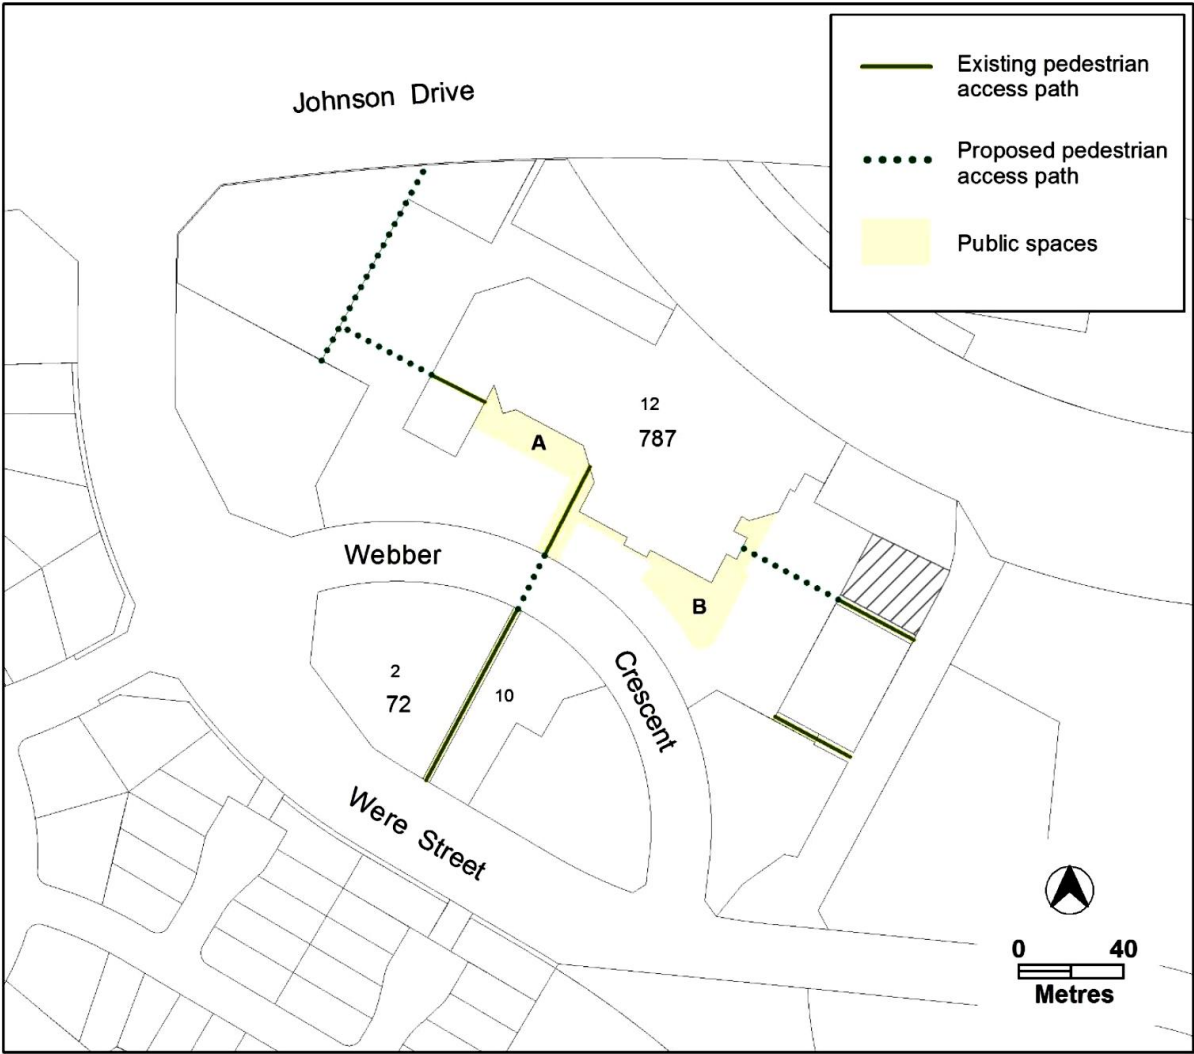 Johnson Drive
Existing pedestrian
access path
Proposed pedestrian
access path
Public spaces
12
787
A
Webber
B
Crescent
2
72
10
Were Street
0 40
Metres